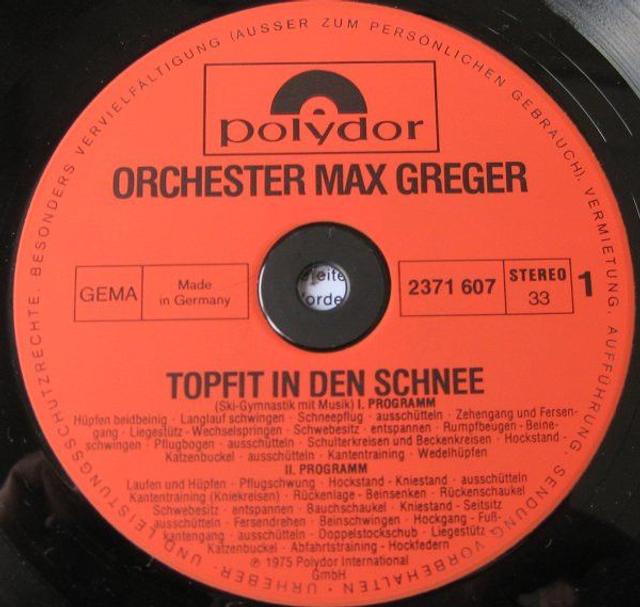 BESONDERS VERVIELFÄLTIGUNG (AUSSER ZUM PERSÖNLICHEN GEBRAUCH), VERMIETUNG, AUFFÜHRUNG, SENDUNG VORBEHALTEN · URHEBER- UND LEISTUNGSSCHUTZRECHTE,
polydor
ORCHESTER MAX GREGER
GEMA
Made
in Germany
2371 607
STEREO
33
1
TOPFIT IN DEN SCHNEE
(Ski-Gymnastik mit Musik) I. PROGRAMM
Hüpfen beidbeinig · Langlauf schwingen · Schneepflug · ausschütteln · Zehengang und Fersen-
gang · Liegestütz · Wechselspringen · Schwebesitz · entspannen · Rumpfbeugen · Beine-
schwingen · Pflugbogen · ausschütteln · Schulterkreisen und Beckenkreisen · Hockstand ·
Katzenbuckel · ausschütteln · Kantentraining · Wedelhüpfen
II. PROGRAMM
Laufen und Hüpfen · Pflugschwung · Hockstand - Kniestand · ausschütteln
Kantentraining (Kniekreisen) · Rückenlage - Beinsenken · Rückenschaukel
Schwebesitz · entspannen · Bauchschaukel · Kniestand - Seitsitz
ausschütteln · Fersendrehen · Beinschwingen · Hockgang - Fuß-
kantengang · ausschütteln · Doppelstockschub · Liegestütz
Katzenbuckel · Abfahrtstraining · Hockfedern
℗ 1975 Polydor International
GmbH